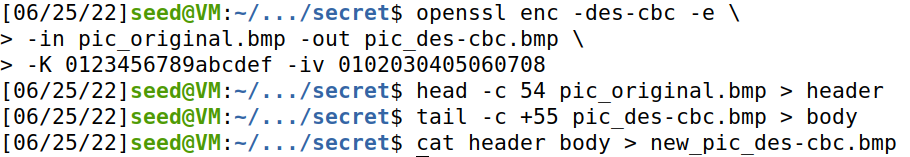 [06/25/22]seed@VM:~/.../secret$ openssl enc -des-cbc -e \
> -in pic_original.bmp -out pic_des-cbc.bmp \
> -K 0123456789abcdef -iv 0102030405060708
[06/25/22]seed@VM:~/.../secret$ head -c 54 pic_original.bmp > header
[06/25/22]seed@VM:~/.../secret$ tail -c +55 pic_des-cbc.bmp > body
[06/25/22]seed@VM:~/.../secret$ cat header body > new_pic_des-cbc.bmp